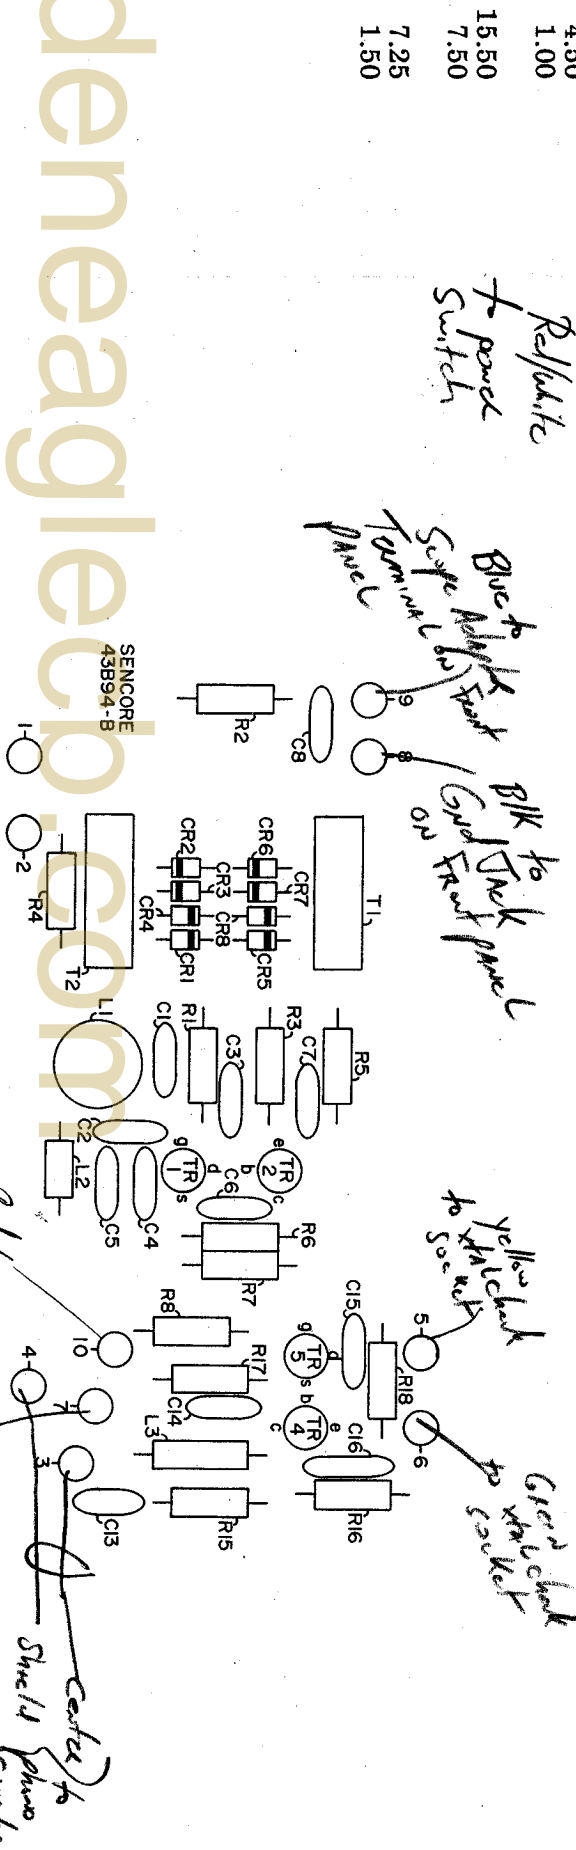 4.50
1.00
15.50
7.50
7.25
1.50
Red/white
+ power
Switch
Blue to
Scope Adapter
Terminal on Front
Panel
Blk to
GND Jack
on Front panel
Yellow
to xtal check
socket
Green
to xtal check
socket
9
8
C8
R2
SENCORE
43B94-B
1
2
T1
CR6
CR7
CR2
CR3
CR8
CR4
CR5
CR1
R4
T2
R5
C7
R3
C3
R1
C1
L1
C2
L2
C5
C4
TR
1
g
d
s
TR
2
e
b
c
C6
R6
R7
5
6
C15
R18
TR
5
g
d
s
TR
4
b
e
c
C16
R16
R8
R17
C14
L3
R15
10
4
7
3
C13
Center to
Shield phono
deneaglecb.com